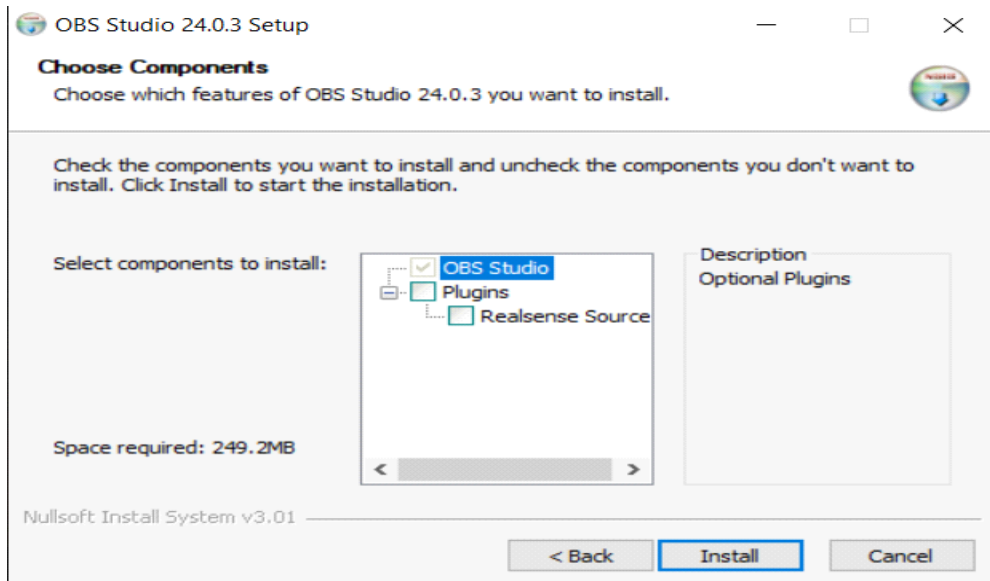 OBS Studio 24.0.3 Setup
Choose Components
Choose which features of OBS Studio 24.0.3 you want to install.
Check the components you want to install and uncheck the components you don't want to
install. Click Install to start the installation.
Select components to install:
OBS Studio
Plugins
Realsense Source
Description
Optional Plugins
Space required: 249.2MB
Nullsoft Install System v3.01
< Back
Install
Cancel